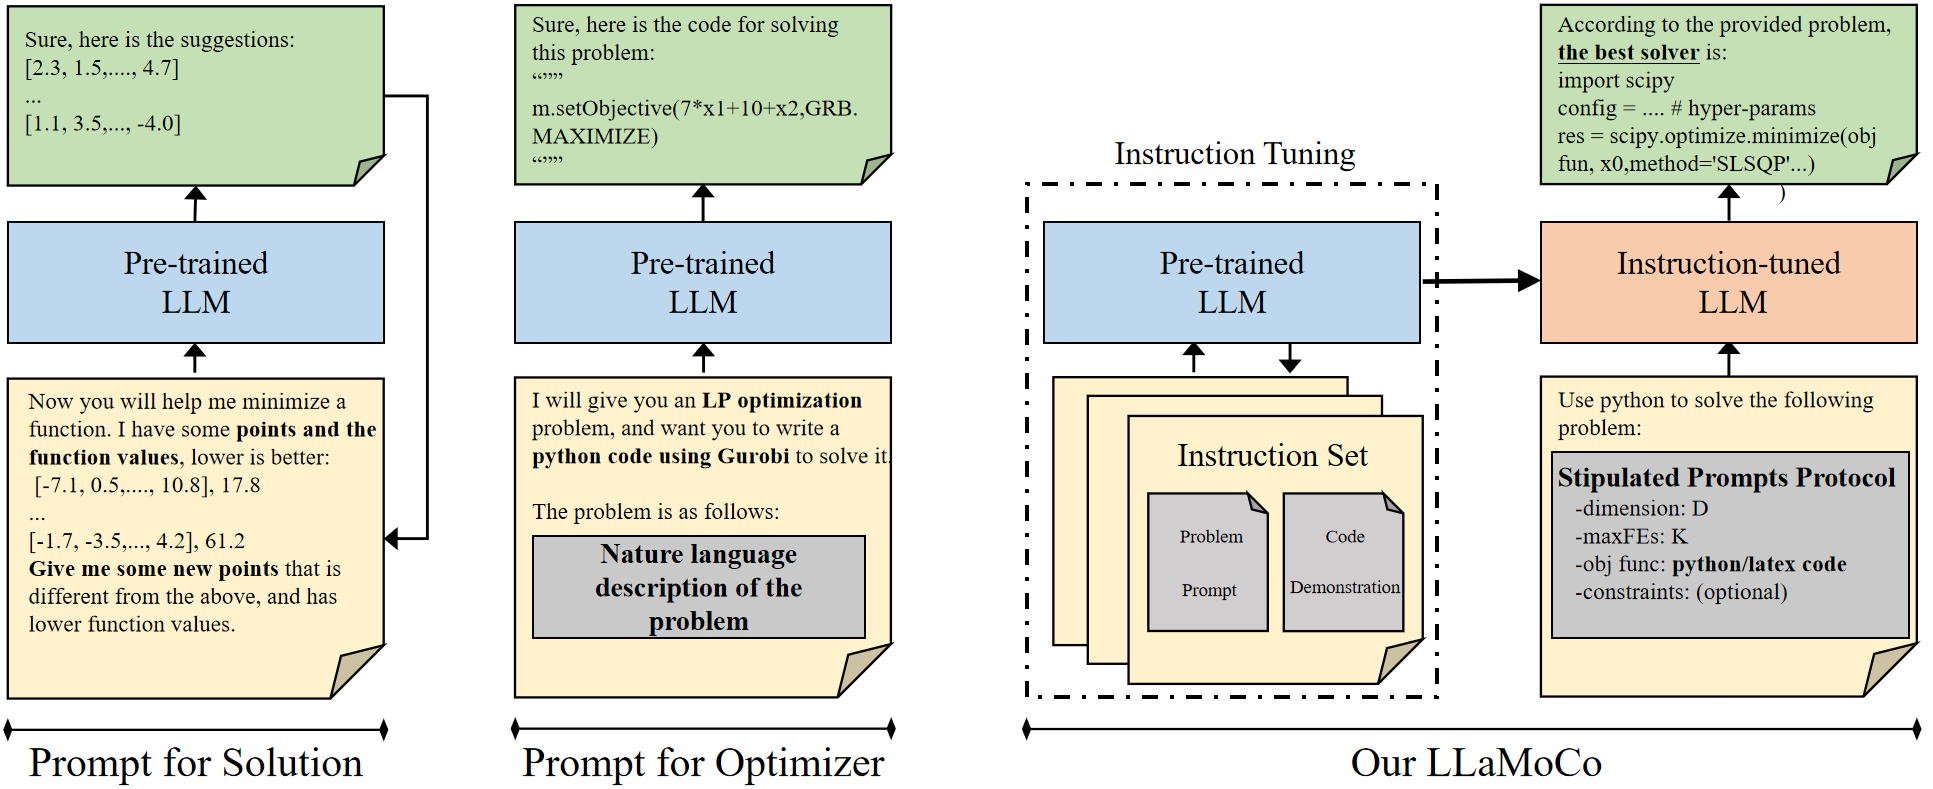 Sure, here is the suggestions:
[2.3, 1.5,...., 4.7]
...
[1.1, 3.5,..., -4.0]
Pre-trained
LLM
Now you will help me minimize a
function. I have some points and the
function values, lower is better:
[-7.1, 0.5,...., 10.8], 17.8
...
[-1.7, -3.5,..., 4.2], 61.2
Give me some new points that is
different from the above, and has
lower function values.
Prompt for Solution
Sure, here is the code for solving
this problem:
“””
m.setObjective(7*x1+10+x2,GRB.
MAXIMIZE)
“””
Pre-trained
LLM
I will give you an LP optimization
problem, and want you to write a
python code using Gurobi to solve it.
The problem is as follows:
Nature language
description of the
problem
Prompt for Optimizer
Instruction Tuning
Pre-trained
LLM
Instruction Set
Problem
Prompt
Code
Demonstration
According to the provided problem,
the best solver is:
import scipy
config = .... # hyper-params
res = scipy.optimize.minimize(obj
fun, x0,method='SLSQP'...)
)
Instruction-tuned
LLM
Use python to solve the following
problem:
Stipulated Prompts Protocol
-dimension: D
-maxFEs: K
-obj func: python/latex code
-constraints: (optional)
Our LLaMoCo